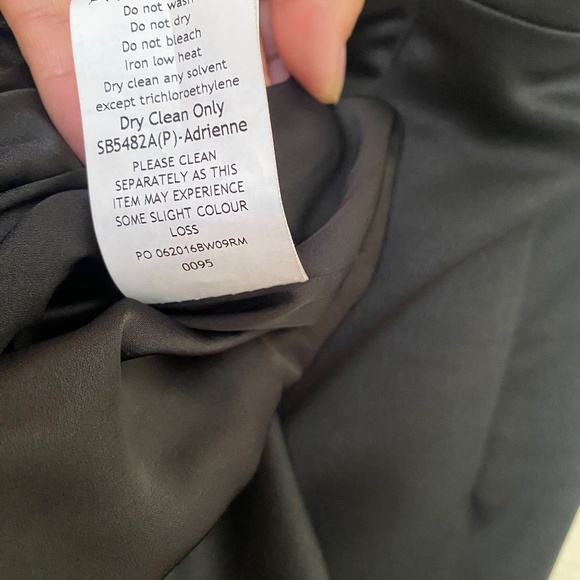 Do not wash
Do not dry
Do not bleach
Iron low heat
Dry clean any solvent
except trichloroethylene
Dry Clean Only
SB5482A(P)-Adrienne
PLEASE CLEAN
SEPARATELY AS THIS
ITEM MAY EXPERIENCE
SOME SLIGHT COLOUR
LOSS
PO 062016BW09RM
0095